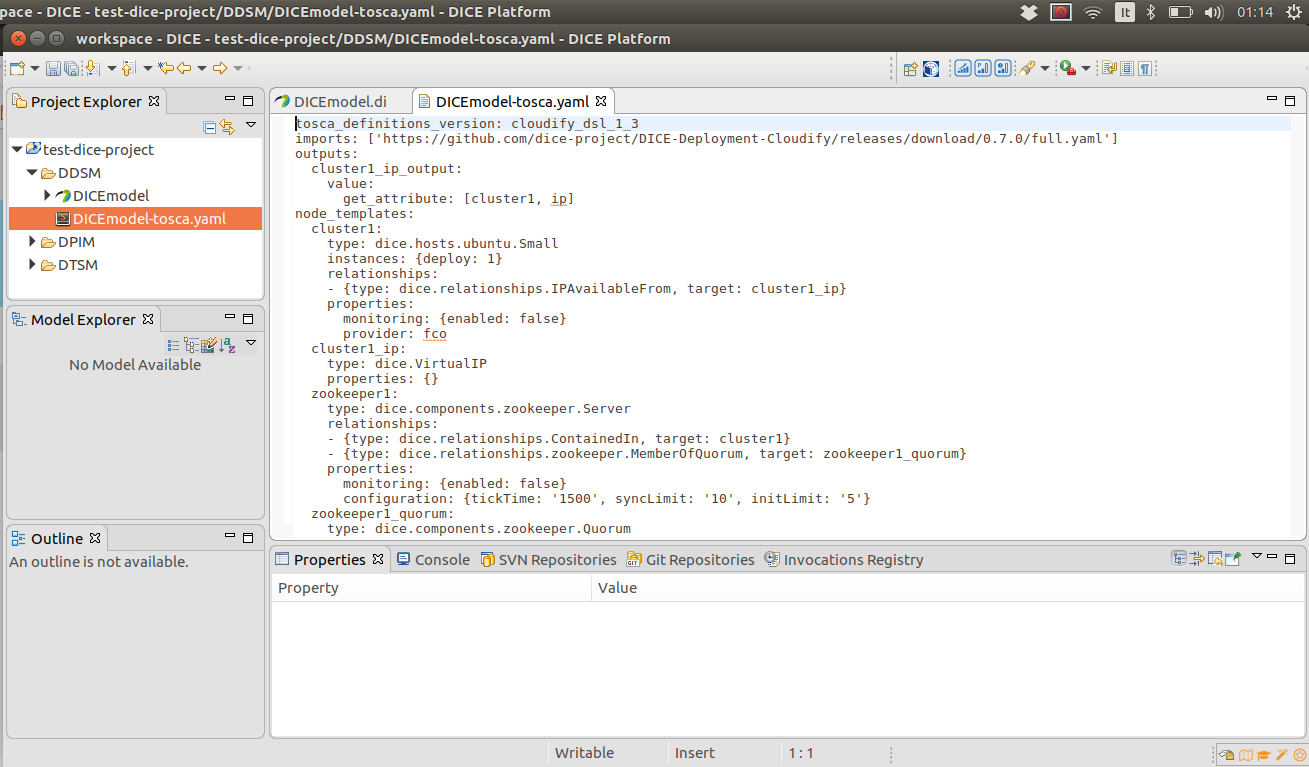 pace - DICE - test-dice-project/DDSM/DICEmodel-tosca.yaml - DICE Platform
It
01:14
workspace - DICE - test-dice-project/DDSM/DICEmodel-tosca.yaml - DICE Platform
Project Explorer
test-dice-project
DDSM
DICEmodel
DICEmodel-tosca.yaml
DPIM
DTSM
Model Explorer
No Model Available
Outline
An outline is not available.
DICEmodel.di
DICEmodel-tosca.yaml
tosca_definitions_version: cloudify_dsl_1_3
imports: ['https://github.com/dice-project/DICE-Deployment-Cloudify/releases/download/0.7.0/full.yaml']
outputs:
  cluster1_ip_output:
    value:
      get_attribute: [cluster1, ip]
node_templates:
  cluster1:
    type: dice.hosts.ubuntu.Small
    instances: {deploy: 1}
    relationships:
    - {type: dice.relationships.IPAvailableFrom, target: cluster1_ip}
    properties:
      monitoring: {enabled: false}
      provider: fco
  cluster1_ip:
    type: dice.VirtualIP
    properties: {}
  zookeeper1:
    type: dice.components.zookeeper.Server
    relationships:
    - {type: dice.relationships.ContainedIn, target: cluster1}
    - {type: dice.relationships.zookeeper.MemberOfQuorum, target: zookeeper1_quorum}
    properties:
      monitoring: {enabled: false}
      configuration: {tickTime: '1500', syncLimit: '10', initLimit: '5'}
  zookeeper1_quorum:
    type: dice.components.zookeeper.Quorum
Properties
Console
SVN Repositories
Git Repositories
Invocations Registry
Property
Value
Writable
Insert
1 : 1